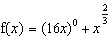 f(x) = (16x)⁰ + x^{2/3}